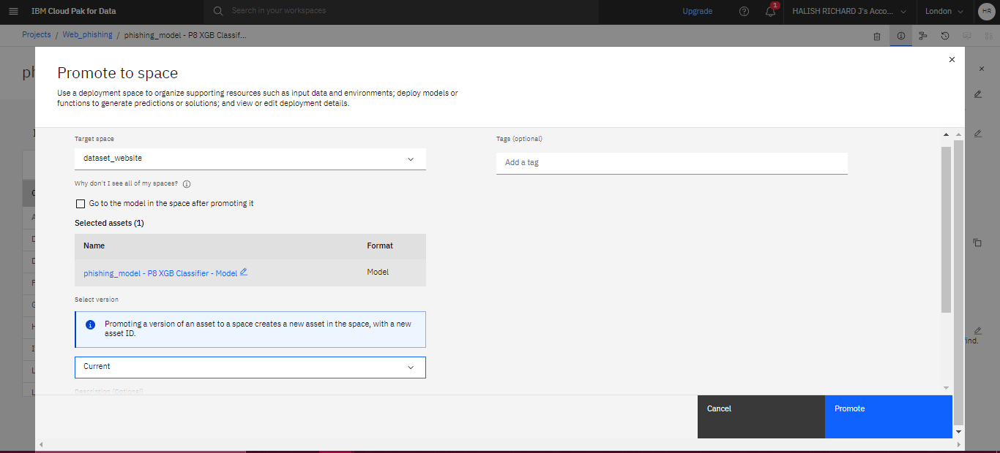 IBM Cloud Pak for Data
Search in your workspaces
Upgrade
1
HALISH RICHARD J's Acco...
London
HR
Projects / Web_phishing / phishing_model - P8 XGB Classif...
ph
Promote to space
Use a deployment space to organize supporting resources such as input data and environments; deploy models or
functions to generate predictions or solutions; and view or edit deployment details.
Target space
dataset_website
Why don't I see all of my spaces?
Go to the model in the space after promoting it
Selected assets (1)
Name Format
phishing_model - P8 XGB Classifier - Model Model
Select version
Promoting a version of an asset to a space creates a new asset in the space, with a new
asset ID.
Current
Description (Optional)
Tags (optional)
Add a tag
find.
Cancel
Promote